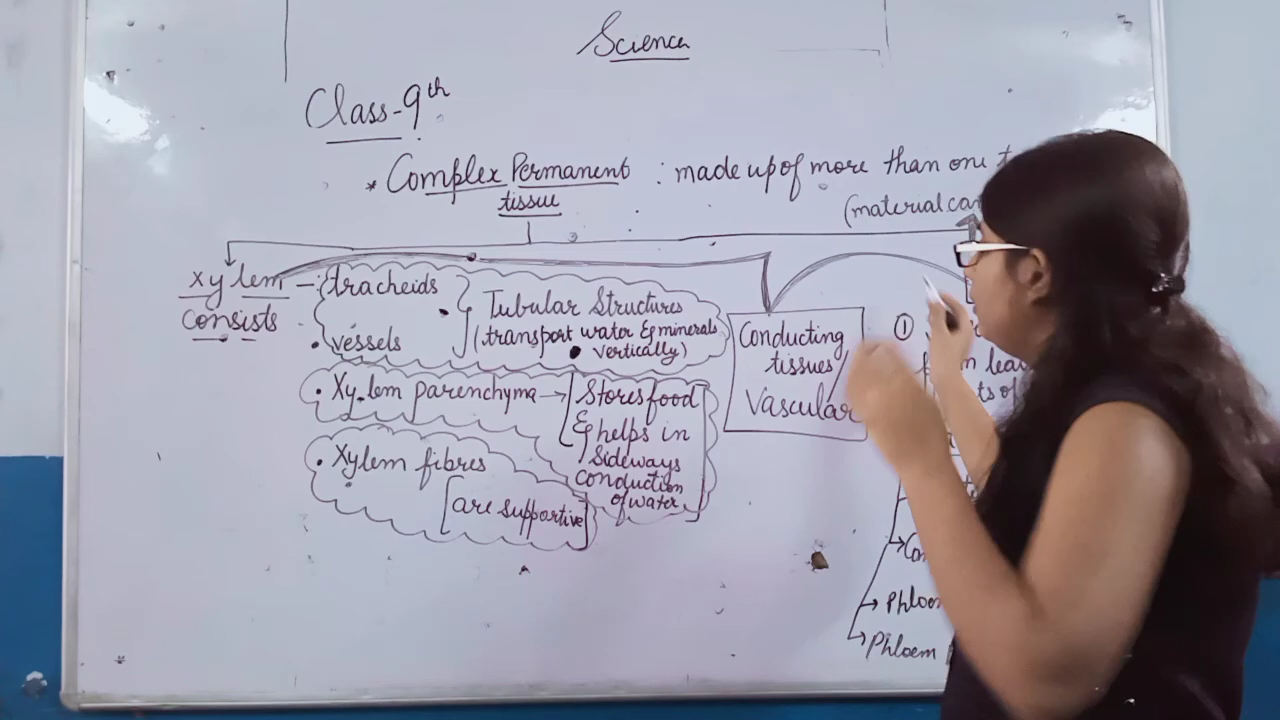 Science
Class-9th
* Complex Permanent tissue : made up of more than one
(material
xylem consists
tracheids
• vessels
Tubular Structures
(transport water & minerals
vertically)
• Xylem parenchyma → Stores food
& helps in
sideways
conduction
of water
• Xylem fibres
are supportive
Conducting
tissues
Vascular
①
→ Phloem
→ Phloem